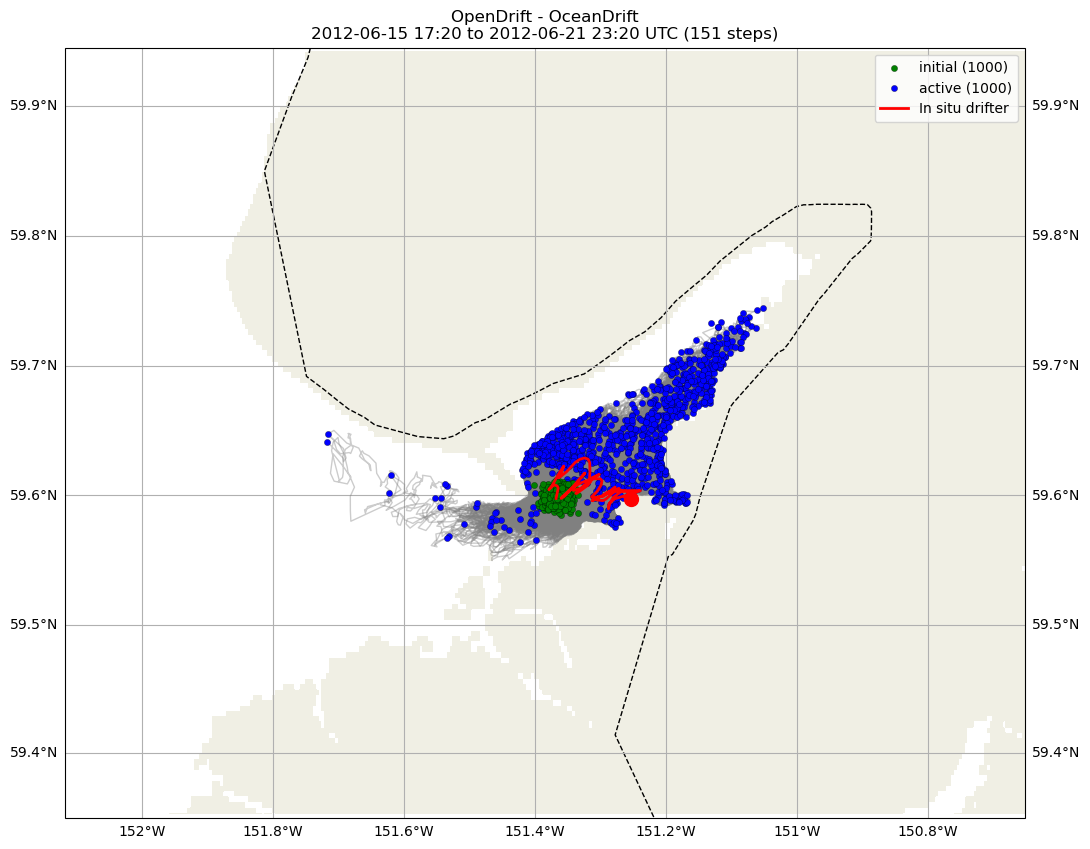 OpenDrift - OceanDrift
2012-06-15 17:20 to 2012-06-21 23:20 UTC (151 steps)
initial (1000)
active (1000)
In situ drifter
59.9°N
59.9°N
59.8°N
59.8°N
59.7°N
59.7°N
59.6°N
59.6°N
59.5°N
59.5°N
59.4°N
59.4°N
152°W
151.8°W
151.6°W
151.4°W
151.2°W
151°W
150.8°W